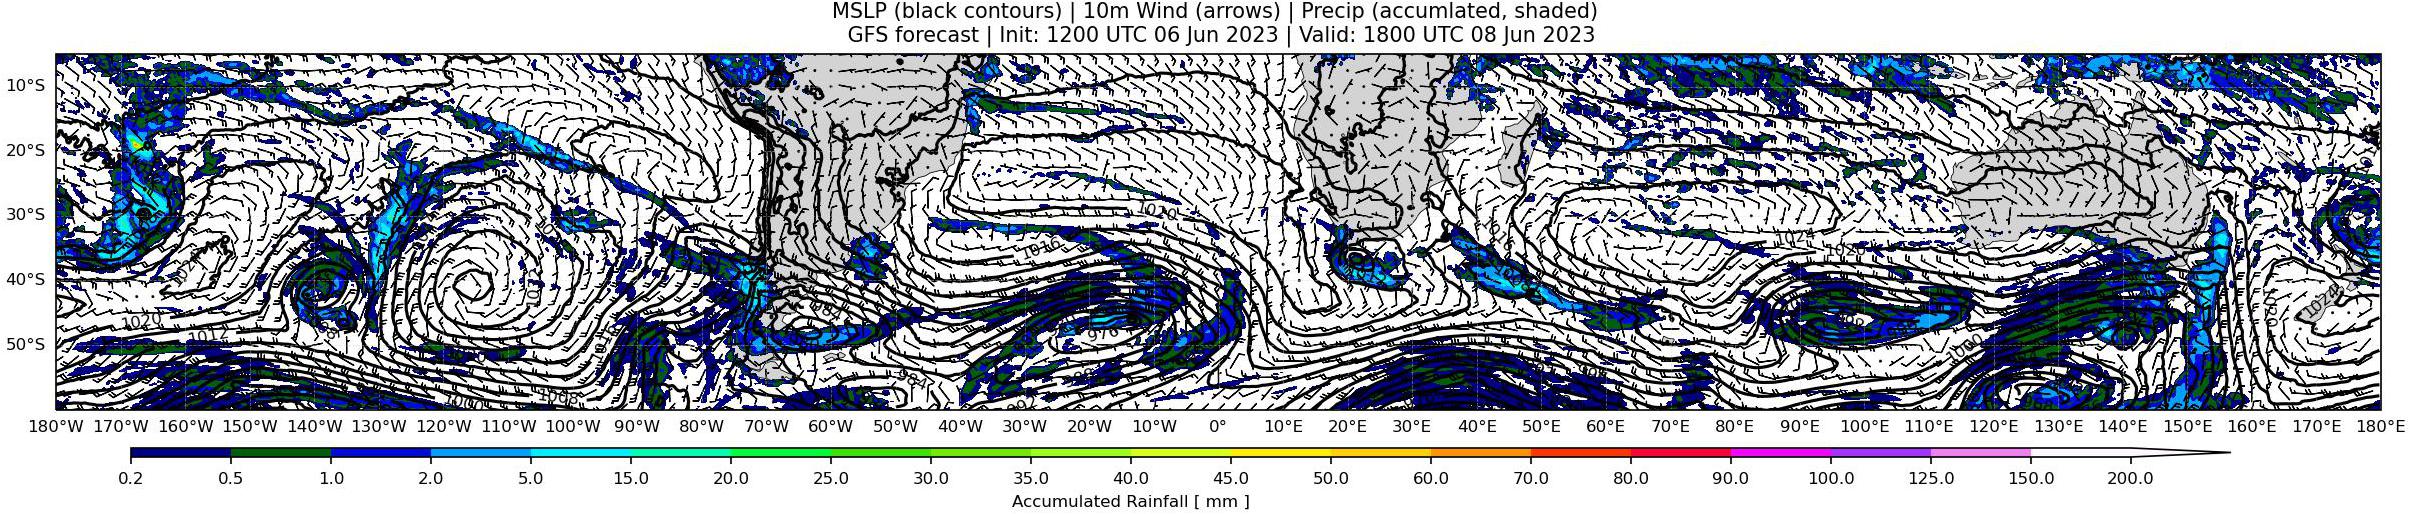 MSLP (black contours) | 10m Wind (arrows) | Precip (accumlated, shaded)
GFS forecast | Init: 1200 UTC 06 Jun 2023 | Valid: 1800 UTC 08 Jun 2023
10°S
20°S
30°S
40°S
50°S
1020
1016
1024
1020
1020
1024
1020
976
984
1008
180°W 170°W 160°W 150°W 140°W 130°W 120°W 110°W 100°W 90°W 80°W 70°W 60°W 50°W 40°W 30°W 20°W 10°W 0° 10°E 20°E 30°E 40°E 50°E 60°E 70°E 80°E 90°E 100°E 110°E 120°E 130°E 140°E 150°E 160°E 170°E 180°E
0.2 0.5 1.0 2.0 5.0 15.0 20.0 25.0 30.0 35.0 40.0 45.0 50.0 60.0 70.0 80.0 90.0 100.0 125.0 150.0 200.0
Accumulated Rainfall [ mm ]